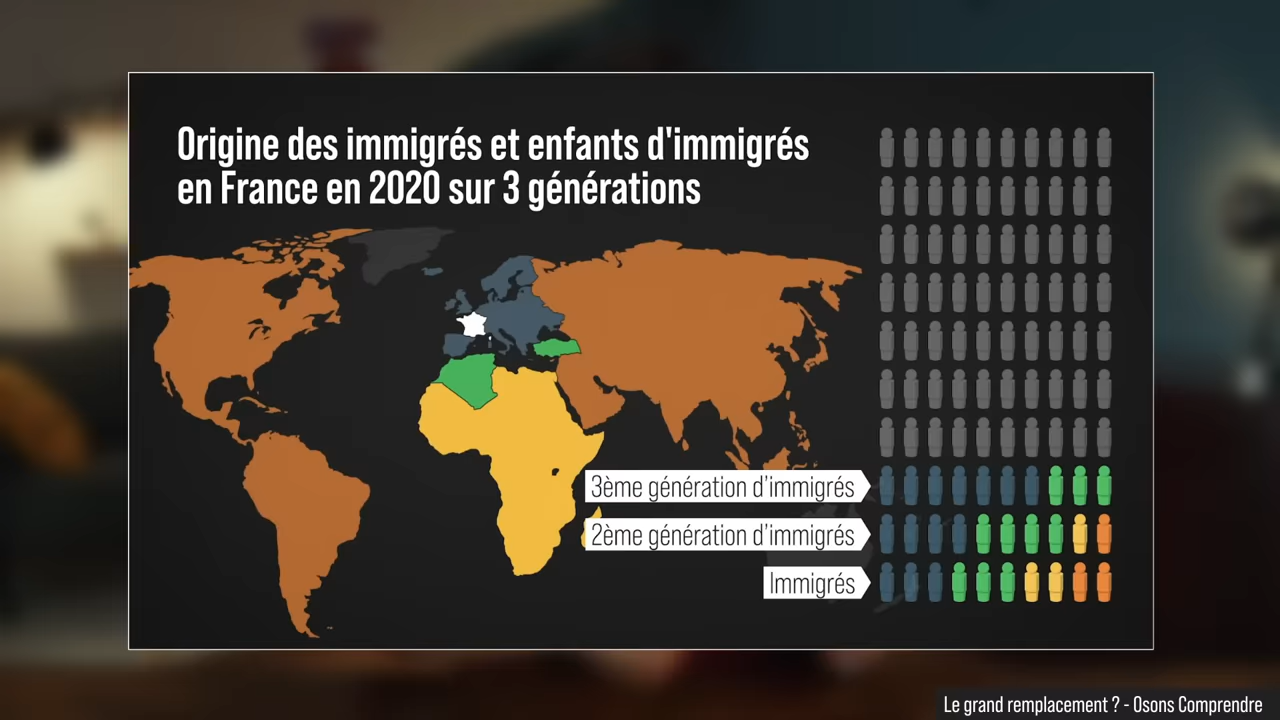 Origine des immigrés et enfants d'immigrés
en France en 2020 sur 3 générations
3ème génération d'immigrés
2ème génération d'immigrés
Immigrés
Le grand remplacement ? - Osons Comprendre